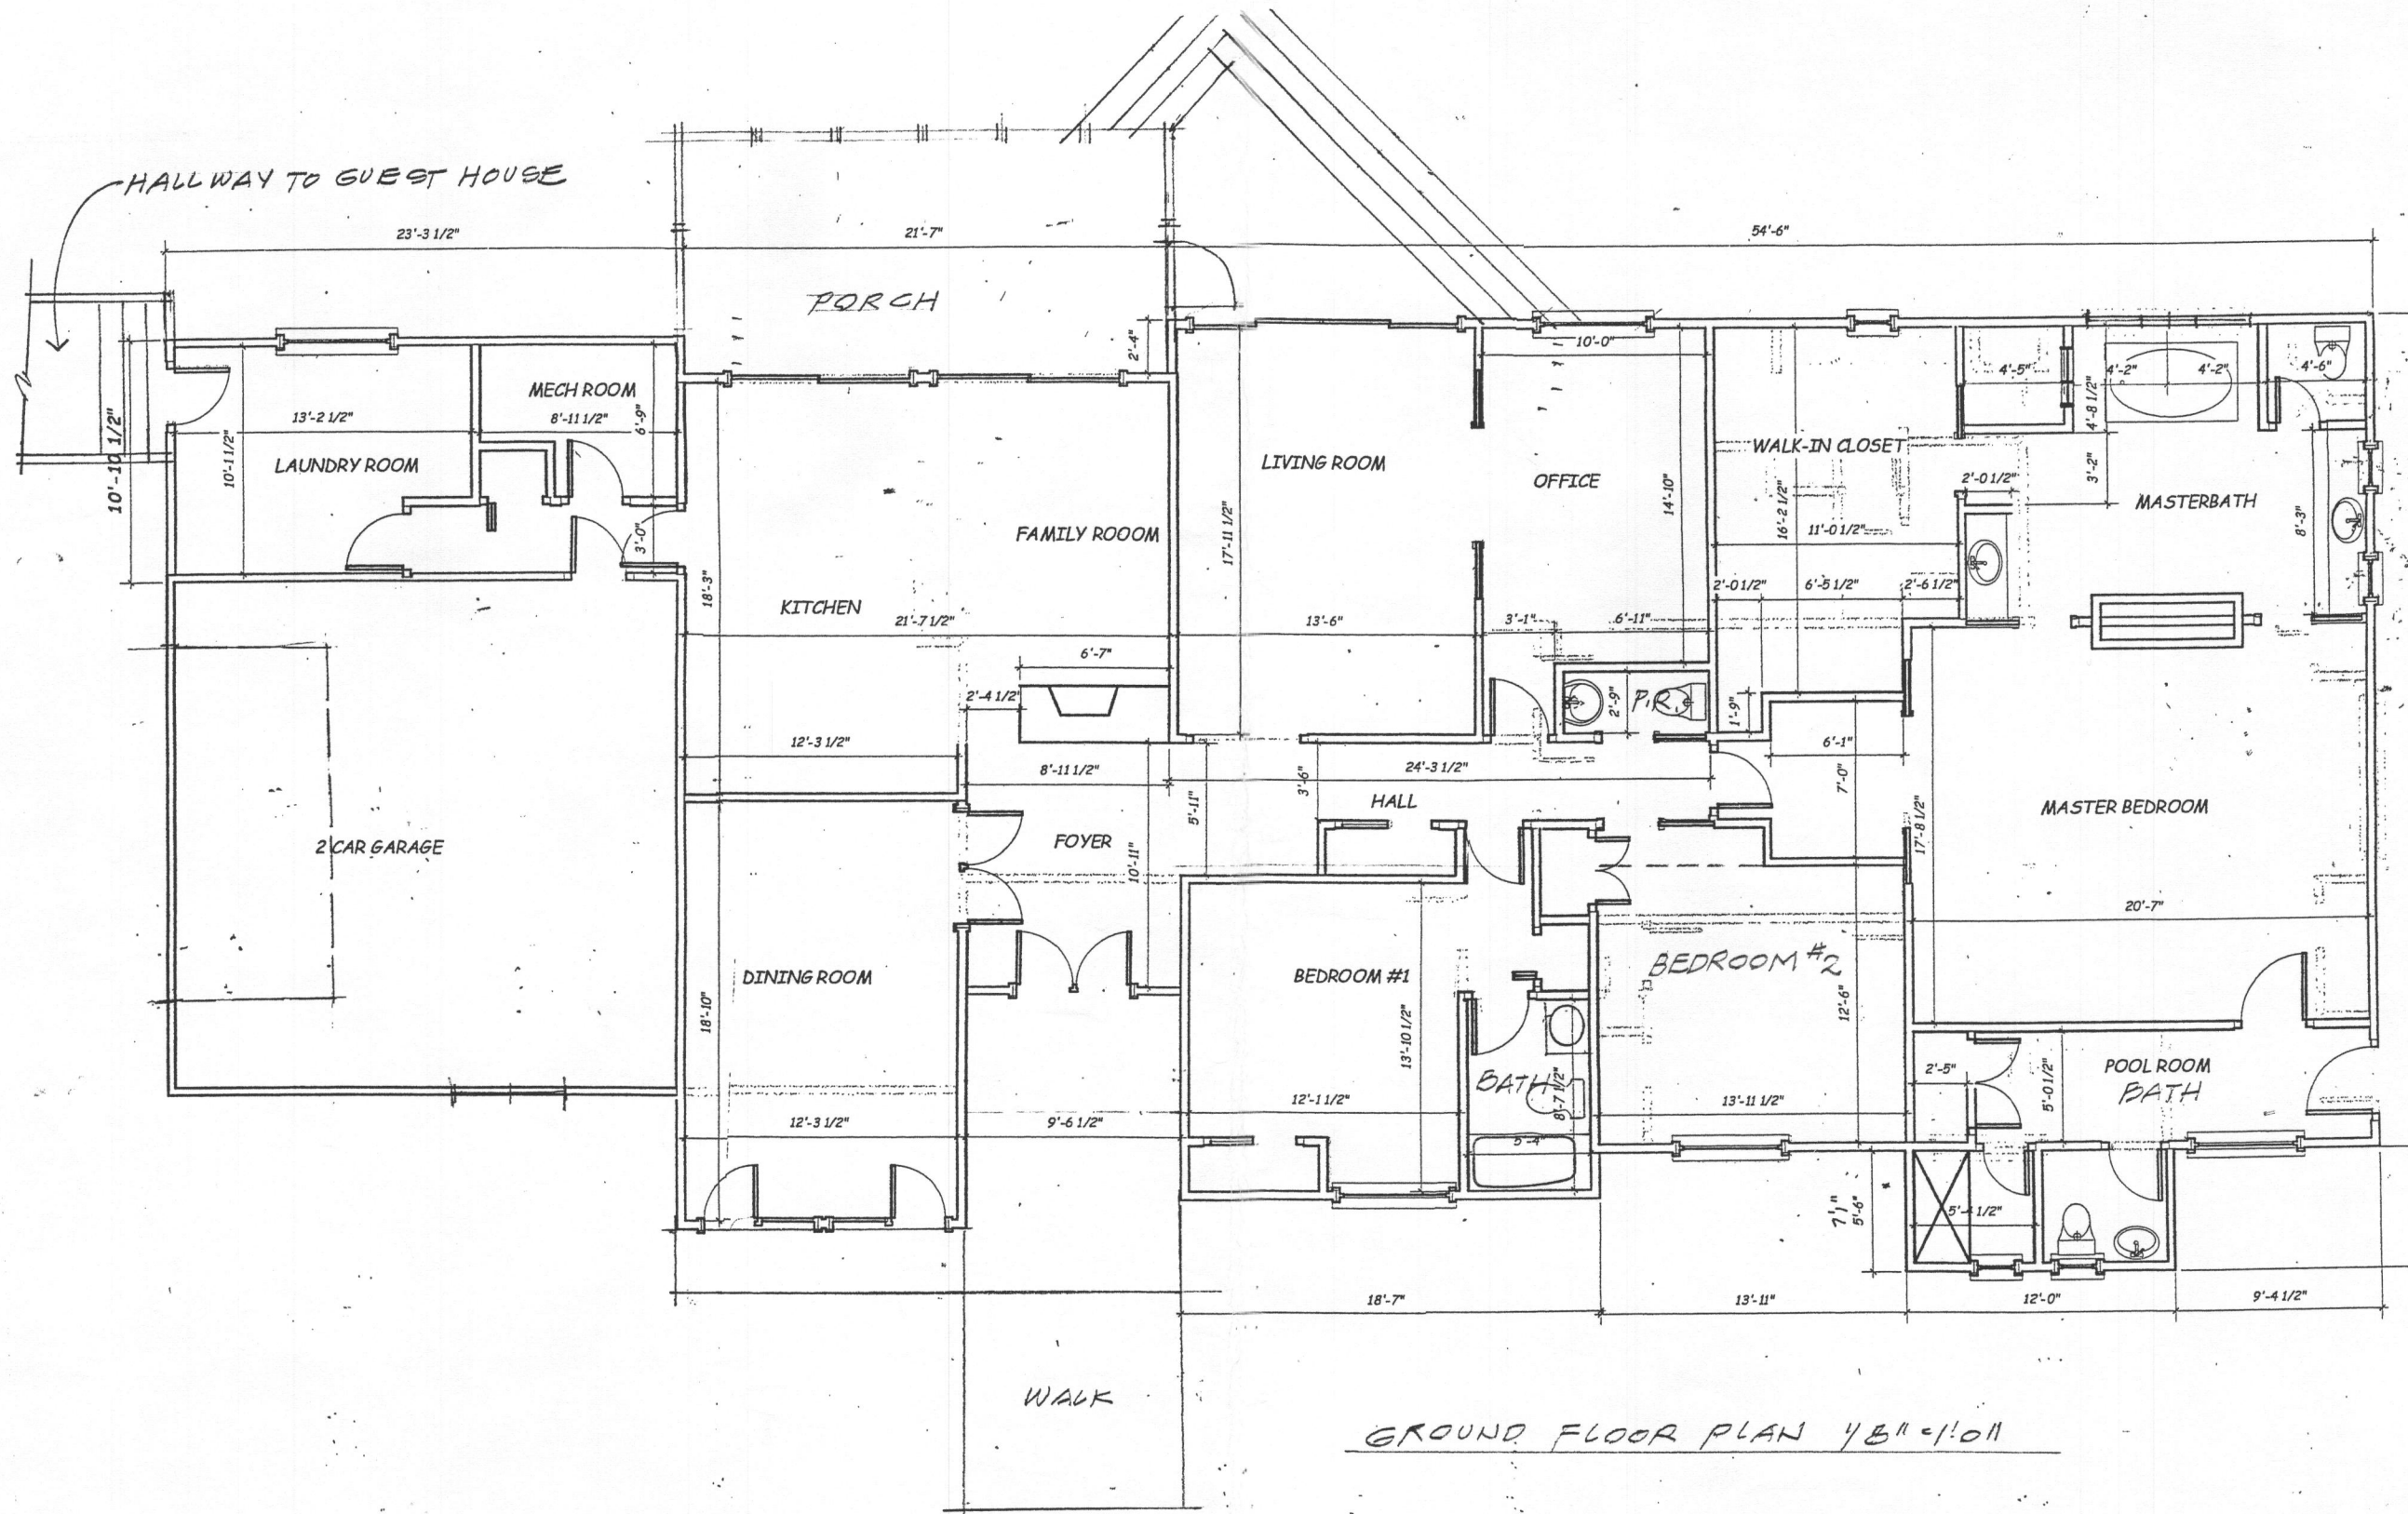 HALLWAY TO GUEST HOUSE
23'-3 1/2"
21'-7"
54'-6"
PORCH
2'-4"
10'-0"
MECH ROOM
8'-11 1/2"
6'-9"
13'-2 1/2"
LAUNDRY ROOM
10'-1 1/2"
10'-10 1/2"
3'-0"
4'-5"
4'-8 1/2"
4'-2"
4'-2"
4'-6"
LIVING ROOM
OFFICE
WALK-IN CLOSET
MASTERBATH
FAMILY ROOOM
17'-11 1/2"
14'-10"
16'-2 1/2"
11'-0 1/2"
2'-0 1/2"
3'-2"
8'-3"
18'-3"
KITCHEN
21'-7 1/2"
13'-6"
3'-1"
6'-11"
2'-0 1/2"
6'-5 1/2"
2'-6 1/2"
6'-7"
2'-4 1/2"
2'-9"
P.R.
1'-9"
12'-3 1/2"
8'-11 1/2"
24'-3 1/2"
6'-1"
7'-0"
3'-6"
5'-11"
HALL
MASTER BEDROOM
17'-8 1/2"
2 CAR GARAGE
FOYER
10'-11"
20'-7"
DINING ROOM
18'-10"
BEDROOM #1
13'-10 1/2"
BEDROOM #2
12'-6"
BATH
8'-7 1/2"
2'-5"
5'-0 1/2"
POOL ROOM
BATH
12'-3 1/2"
9'-6 1/2"
12'-1 1/2"
5'-4"
13'-11 1/2"
7'1"
5'-6"
18'-7"
13'-11"
12'-0"
9'-4 1/2"
WALK
GROUND FLOOR PLAN 1/8"=1'0"